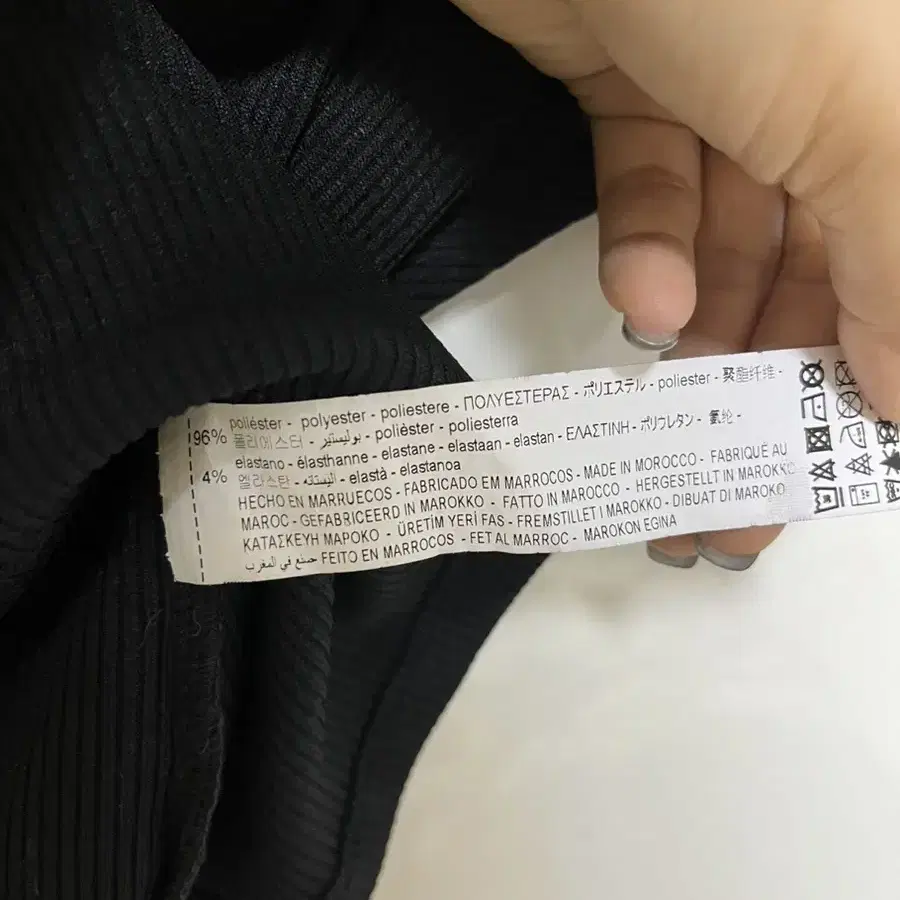 poliéster - polyester - poliestere - ΠΟΛΥΕΣΤΕΡΑΣ - ポリエステル - poliester - 聚酯纤维 -
96% 폴리에스터 - بوليستير - polièster - poliesterra
elastano - élasthanne - elastane - elastaan - elastan - ΕΛΑΣΤΙΝΗ - ポリウレタン - 氨纶 -
4% 엘라스탄 - اليستانه - elastà - elastanoa
HECHO EN MARRUECOS - FABRICADO EM MARROCOS - MADE IN MOROCCO - FABRIQUÉ AU
MAROC - GEFABRICEERD IN MAROKKO - FATTO IN MAROCCO - HERGESTELLT IN MAROKKO
ΚΑΤΑΣΚΕΥΗ ΜΑΡΟΚΟ - ÜRETİM YERİ FAS - FREMSTILLET I MAROKKO - DIBUAT DI MAROKO
صنع في المغرب FEITO EN MARROCOS - FET AL MARROC - MAROKON EGINA